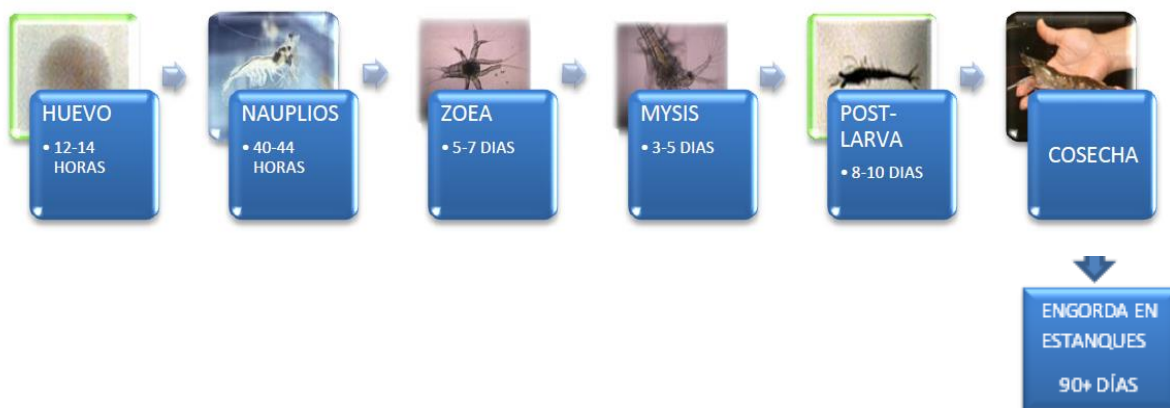 HUEVO
• 12-14
HORAS
NAUPLIOS
• 40-44
HORAS
ZOEA
• 5-7 DIAS
MYSIS
• 3-5 DIAS
POST-
LARVA
• 8-10 DIAS
COSECHA
ENGORDA EN
ESTANQUES
90+ DÍAS